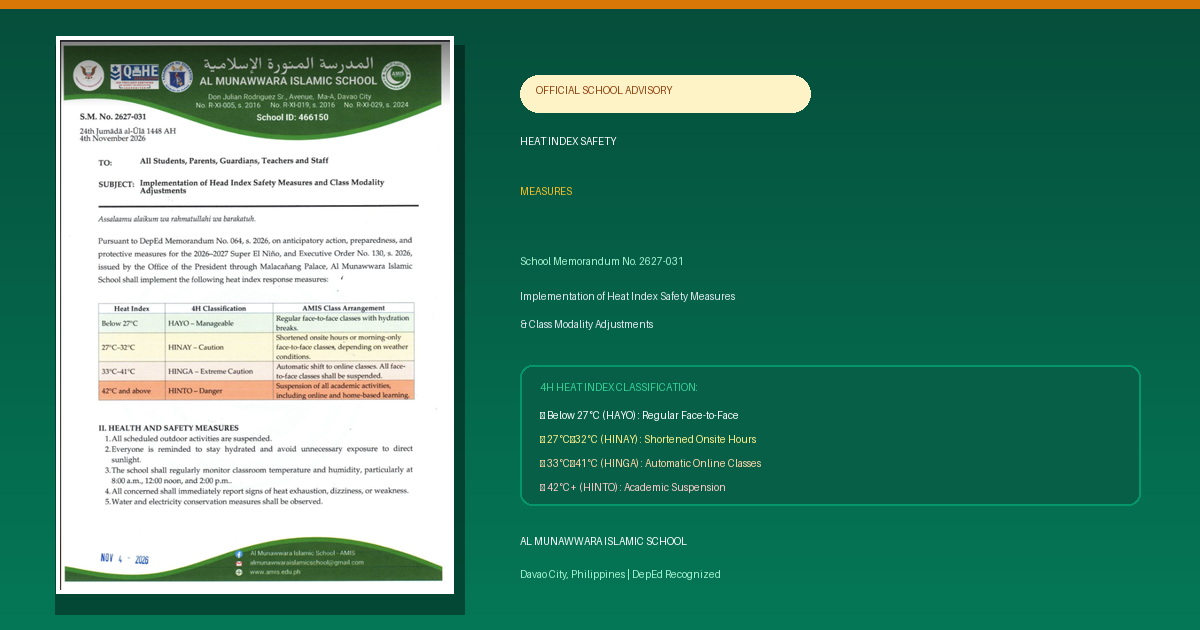 المدرسة المنورة الإسلامية
AL MUNAWWARA ISLAMIC SCHOOL
Don Julian Rodriguez Sr., Avenue, Ma-A, Davao City
No. R-XI-005, s. 2016 No. R-XI-019, s. 2016 No. R-XI-029, s. 2024
School ID: 466150
S.M. No. 2627-031
24th Jumādā al-Ūlā 1448 AH
4th November 2026
TO: All Students, Parents, Guardians, Teachers and Staff
SUBJECT: Implementation of Head Index Safety Measures and Class Modality
Adjustments
Assalaamu alaikum wa rahmatullahi wa barakatuh.
Pursuant to DepEd Memorandum No. 064, s. 2026, on anticipatory action, preparedness, and
protective measures for the 2026–2027 Super El Niño, and Executive Order No. 130, s. 2026,
issued by the Office of the President through Malacañang Palace, Al Munawwara Islamic
School shall implement the following heat index response measures:
Heat Index 4H Classification AMIS Class Arrangement
Below 27°C HAYO – Manageable Regular face-to-face classes with hydration
breaks.
27°C–32°C HINAY – Caution Shortened onsite hours or morning-only
face-to-face classes, depending on weather
conditions.
33°C–41°C HINGA – Extreme Caution Automatic shift to online classes. All face-
to-face classes shall be suspended.
42°C and above HINTO – Danger Suspension of all academic activities,
including online and home-based learning.
II. HEALTH AND SAFETY MEASURES
1. All scheduled outdoor activities are suspended.
2. Everyone is reminded to stay hydrated and avoid unnecessary exposure to direct
sunlight.
3. The school shall regularly monitor classroom temperature and humidity, particularly at
8:00 a.m., 12:00 noon, and 2:00 p.m..
4. All concerned shall immediately report signs of heat exhaustion, dizziness, or weakness.
5. Water and electricity conservation measures shall be observed.
NOV 4 - 2026
Al Munawwara Islamic School - AMIS
almunawwaraislamicschool@gmail.com
www.amis.edu.ph
OFFICIAL SCHOOL ADVISORY
HEAT INDEX SAFETY
MEASURES
School Memorandum No. 2627-031
Implementation of Heat Index Safety Measures
& Class Modality Adjustments
4H HEAT INDEX CLASSIFICATION:
Below 27°C (HAYO): Regular Face-to-Face
27°C 32°C (HINAY): Shortened Onsite Hours
33°C 41°C (HINGA): Automatic Online Classes
42°C+ (HINTO): Academic Suspension
AL MUNAWWARA ISLAMIC SCHOOL
Davao City, Philippines | DepEd Recognized